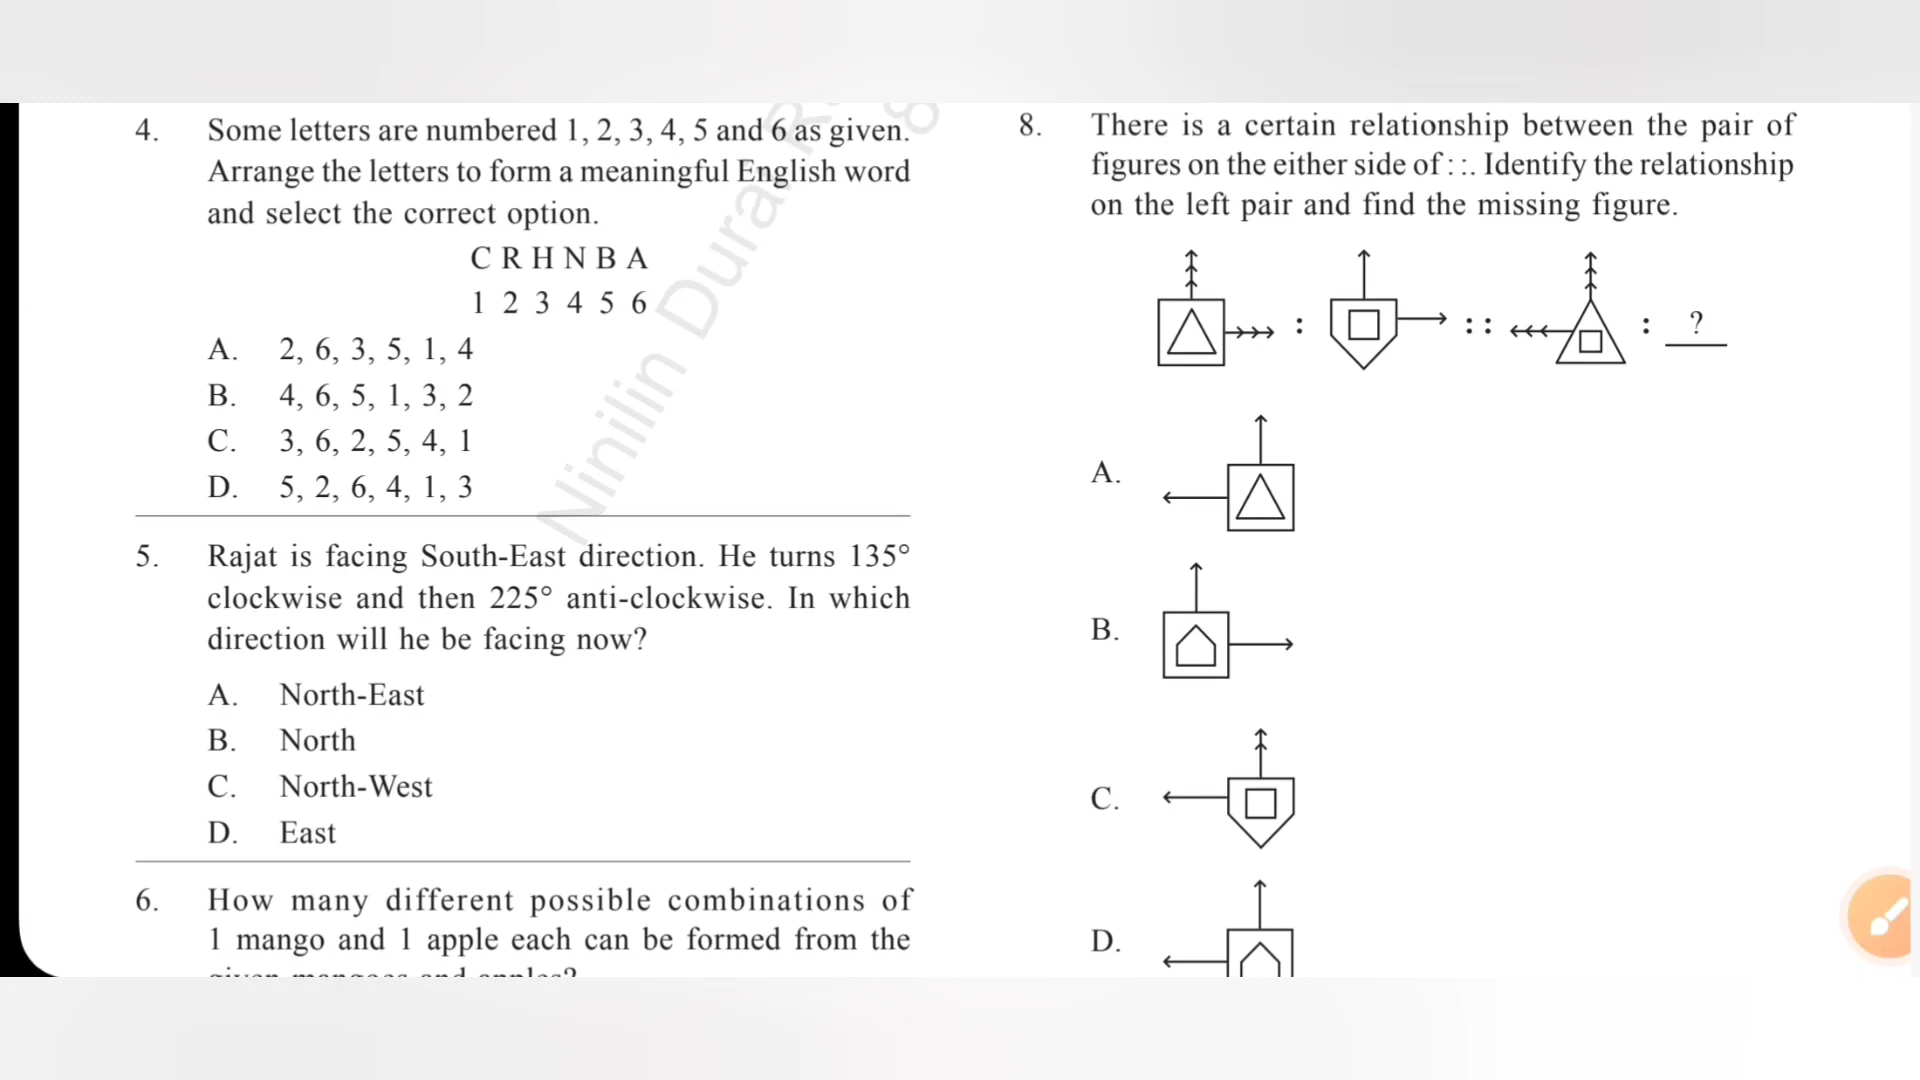 4. Some letters are numbered 1, 2, 3, 4, 5 and 6 as given.
Arrange the letters to form a meaningful English word
and select the correct option.
C R H N B A
1 2 3 4 5 6
A. 2, 6, 3, 5, 1, 4
B. 4, 6, 5, 1, 3, 2
C. 3, 6, 2, 5, 4, 1
D. 5, 2, 6, 4, 1, 3
5. Rajat is facing South-East direction. He turns 135°
clockwise and then 225° anti-clockwise. In which
direction will he be facing now?
A. North-East
B. North
C. North-West
D. East
6. How many different possible combinations of
1 mango and 1 apple each can be formed from the
given mangoes and apples?
8. There is a certain relationship between the pair of
figures on the either side of : :. Identify the relationship
on the left pair and find the missing figure.
: : : : ?
A.
B.
C.
D.
Ninilin Durai